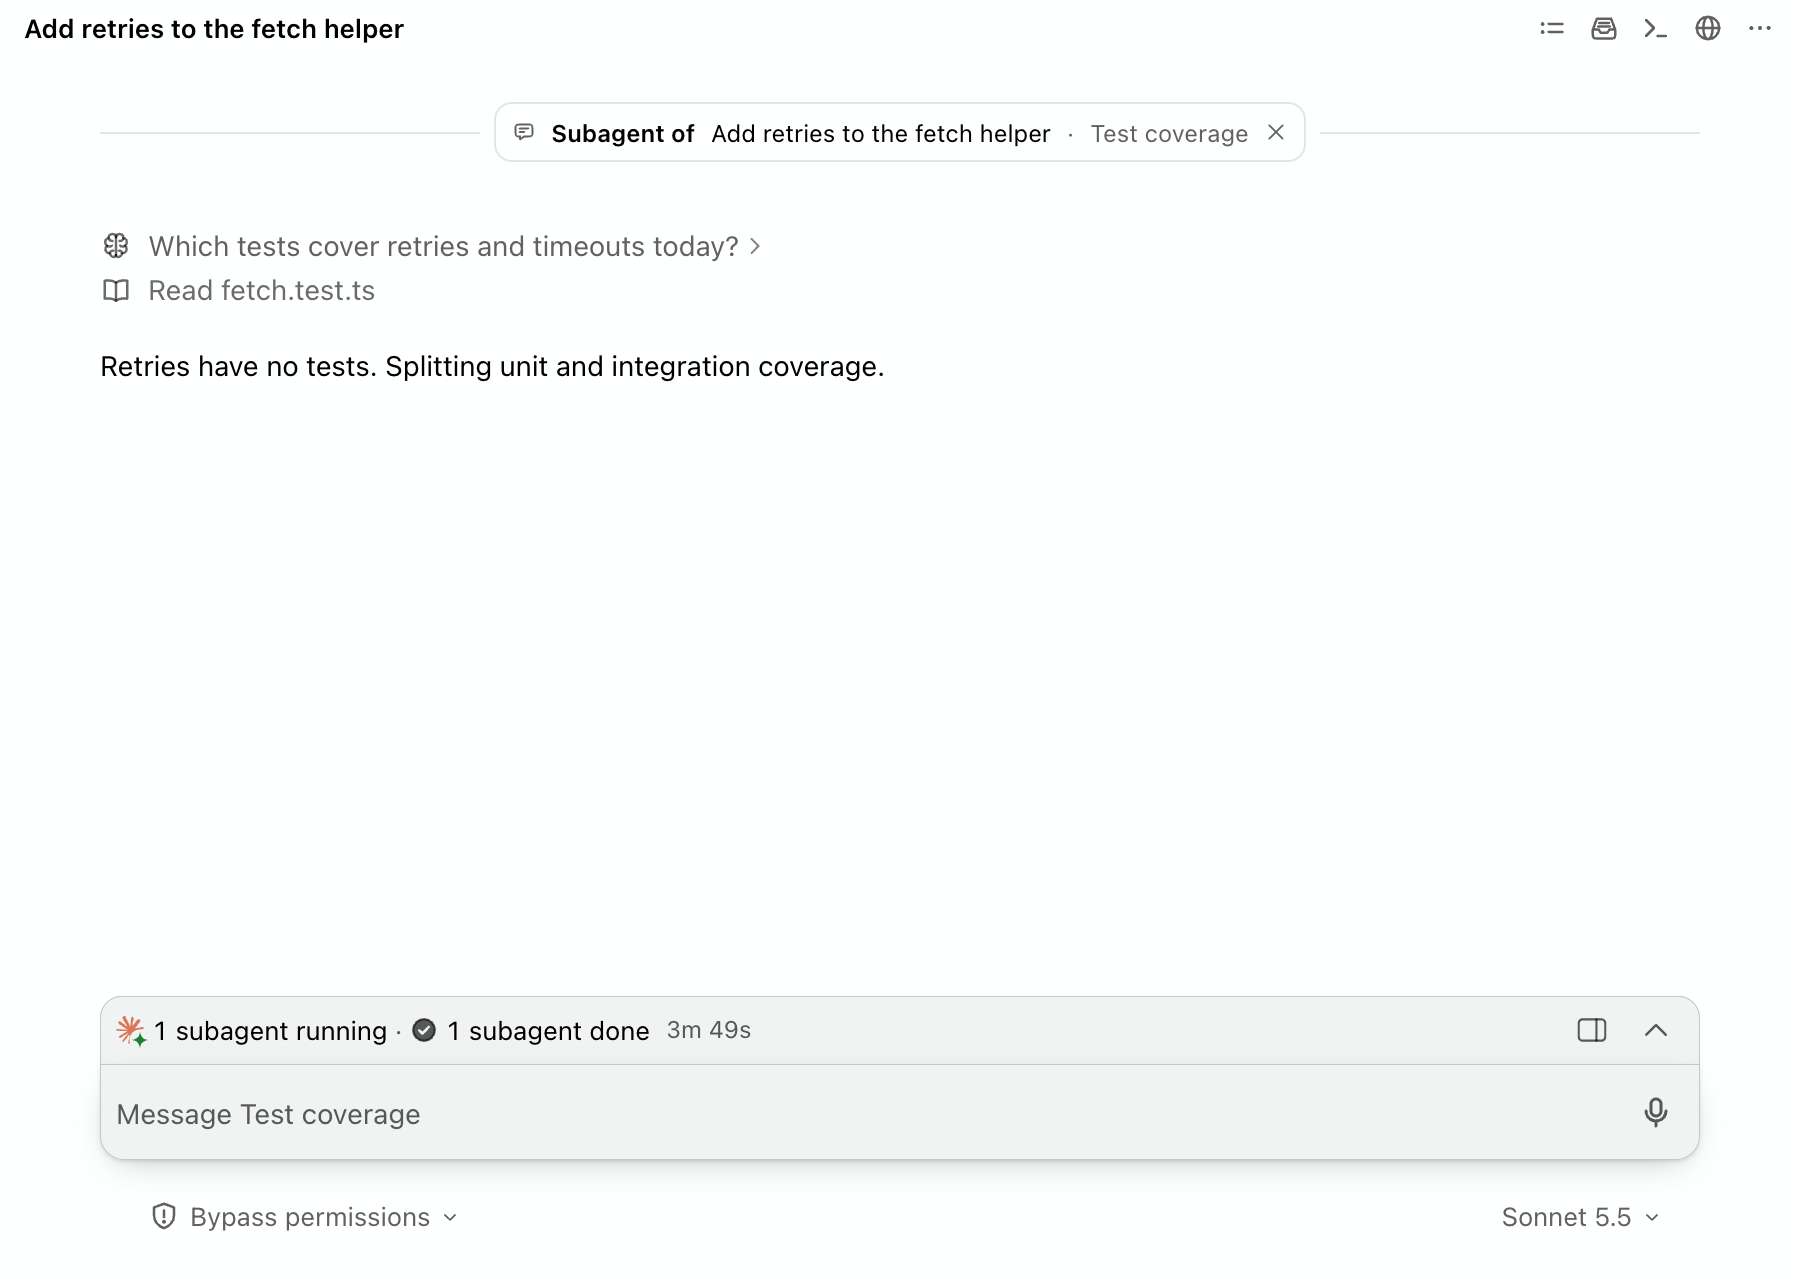 Add retries to the fetch helper
Subagent of Add retries to the fetch helper · Test coverage
Which tests cover retries and timeouts today?
Read fetch.test.ts
Retries have no tests. Splitting unit and integration coverage.
1 subagent running · 1 subagent done 3m 49s
Message Test coverage
Bypass permissions
Sonnet 5.5